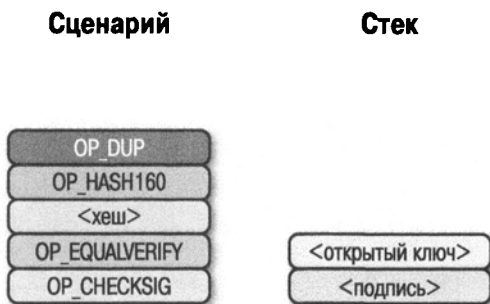 Сценарий Стек
OP_DUP
OP_HASH160
<хеш>
OP_EQUALVERIFY <открытый ключ>
OP_CHECKSIG <подпись>